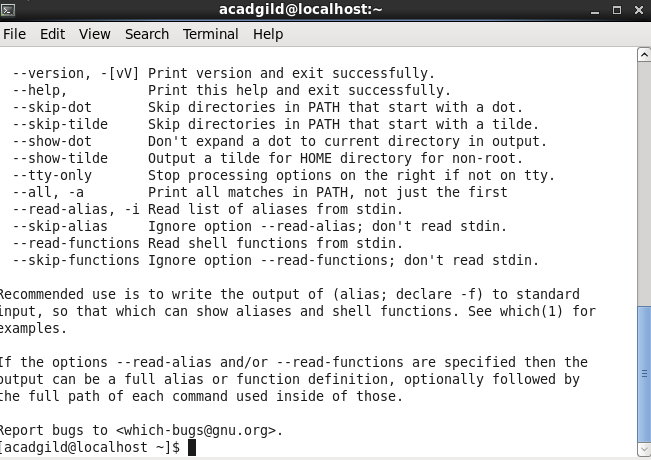 acadgild@localhost:~
File Edit View Search Terminal Help
--version, -[vV] Print version and exit successfully.
--help, Print this help and exit successfully.
--skip-dot Skip directories in PATH that start with a dot.
--skip-tilde Skip directories in PATH that start with a tilde.
--show-dot Don't expand a dot to current directory in output.
--show-tilde Output a tilde for HOME directory for non-root.
--tty-only Stop processing options on the right if not on tty.
--all, -a Print all matches in PATH, not just the first
--read-alias, -i Read list of aliases from stdin.
--skip-alias Ignore option --read-alias; don't read stdin.
--read-functions Read shell functions from stdin.
--skip-functions Ignore option --read-functions; don't read stdin.
Recommended use is to write the output of (alias; declare -f) to standard
input, so that which can show aliases and shell functions. See which(1) for
examples.
If the options --read-alias and/or --read-functions are specified then the
output can be a full alias or function definition, optionally followed by
the full path of each command used inside of those.
Report bugs to <which-bugs@gnu.org>.
[acadgild@localhost ~]$